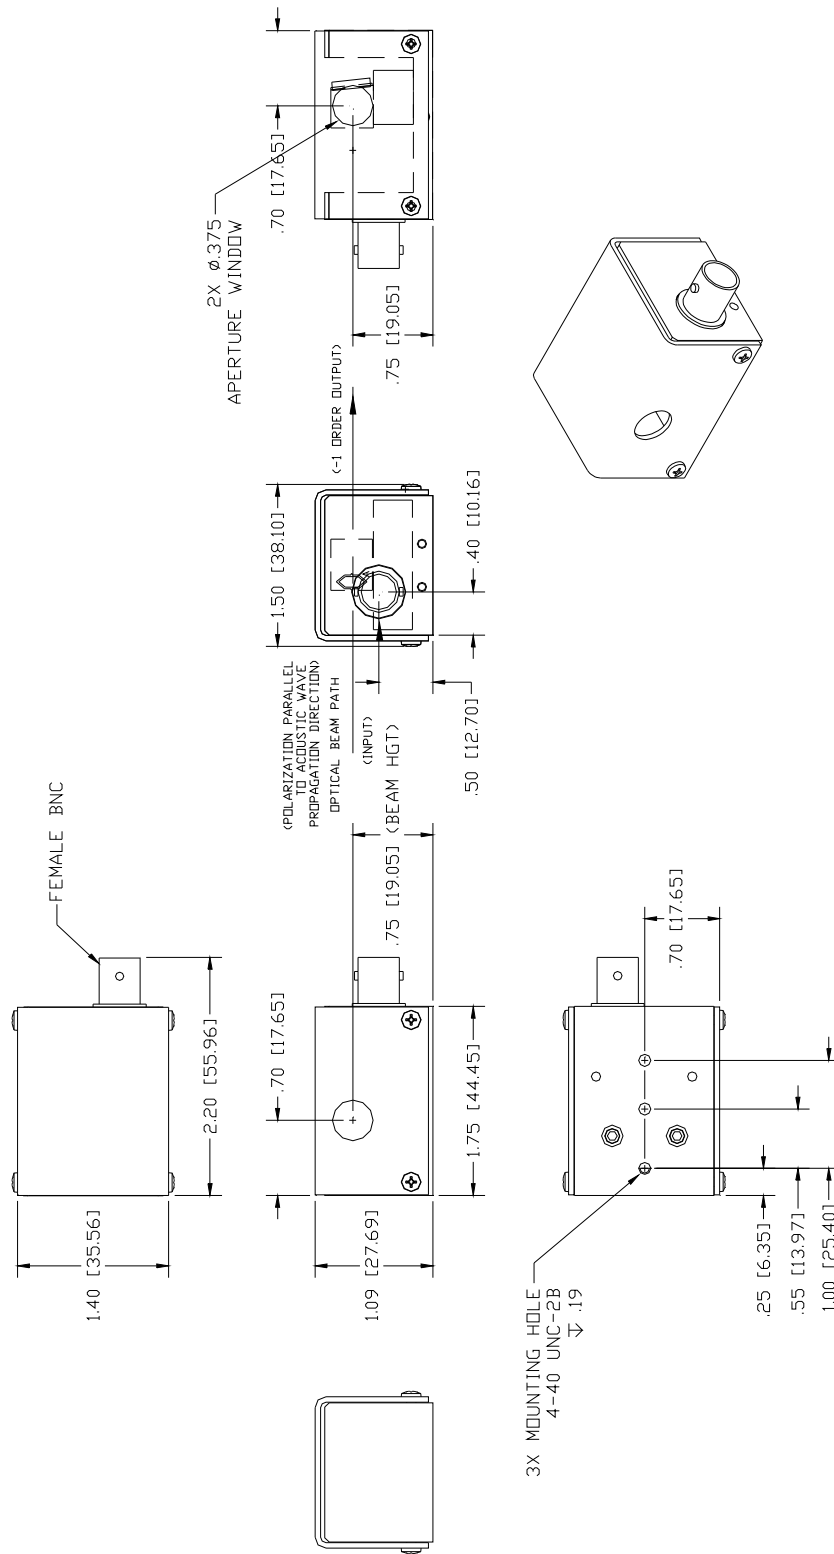 FEMALE BNC
1.40 [35.56]
2.20 [55.96]
.70 [17.65]
1.09 [27.69]
1.75 [44.45]
.75 [19.05] (BEAM HGT)
(POLARIZATION PARALLEL
TO ACOUSTIC WAVE
PROPAGATION DIRECTION)
OPTICAL BEAM PATH
(INPUT)
1.50 [38.10]
.50 [12.70]
.40 [10.16]
(-1 ORDER OUTPUT)
2X ø.375
APERTURE WINDOW
.70 [17.65]
.75 [19.05]
3X MOUNTING HOLE
4-40 UNC-2B
↧ .19
.70 [17.65]
.25 [6.35]
.55 [13.97]
1.00 [25.40]